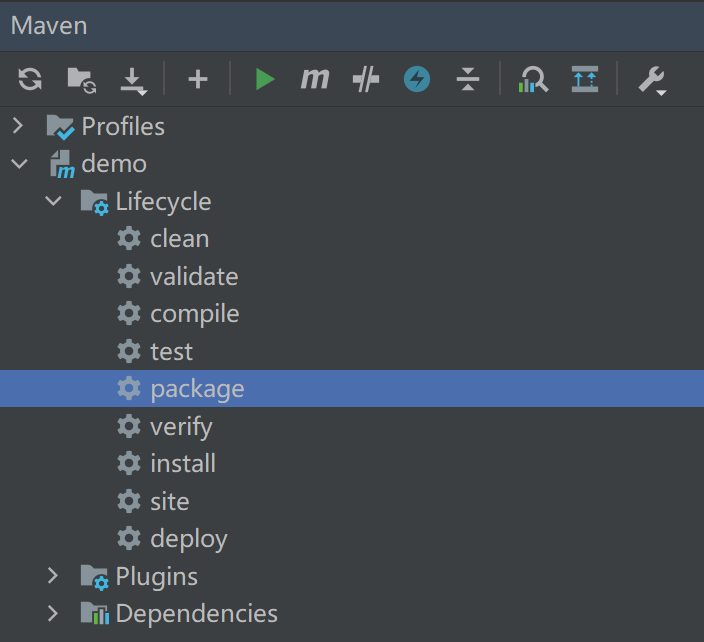 Maven
Profiles
demo
Lifecycle
clean
validate
compile
test
package
verify
install
site
deploy
Plugins
Dependencies